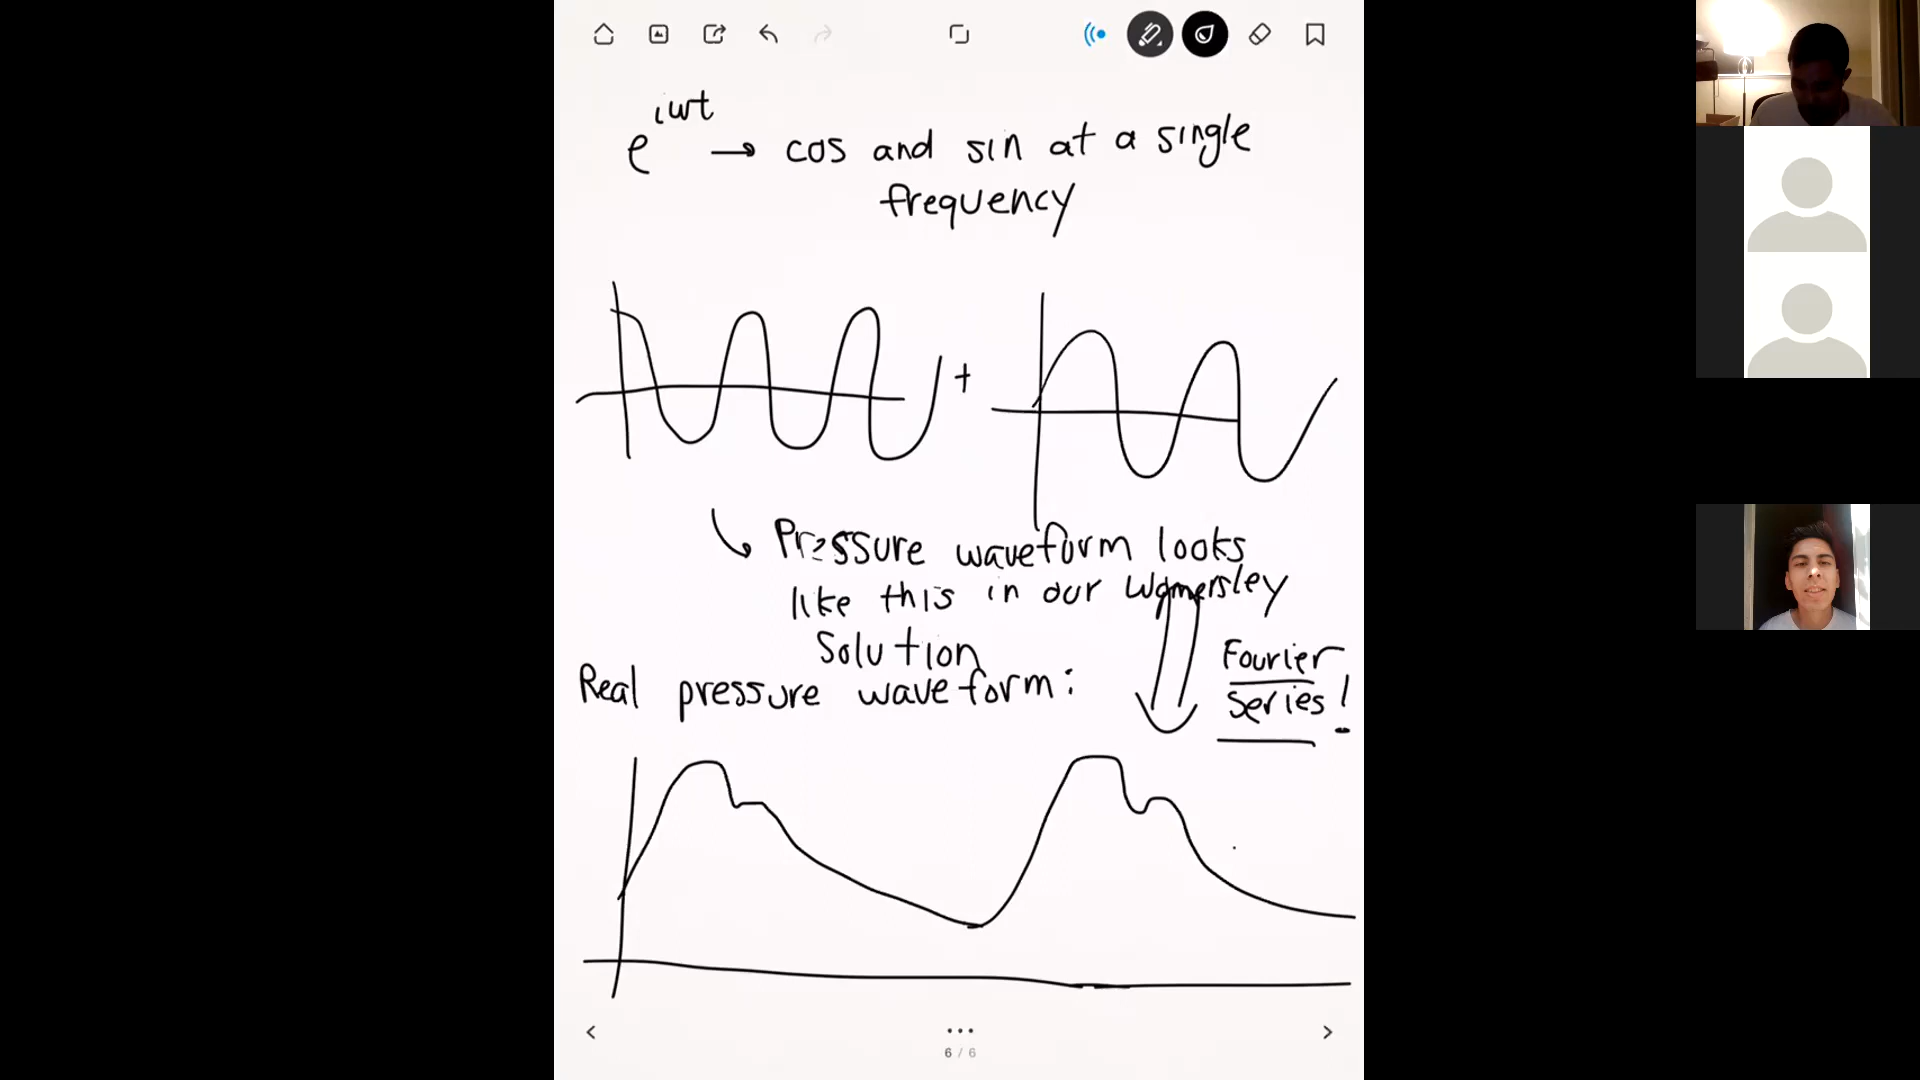 e^iωt → cos and sin at a single
frequency
+
Pressure waveform looks
like this in our Womersley
Solution
Fourier
Series!
Real pressure waveform:
6 / 6